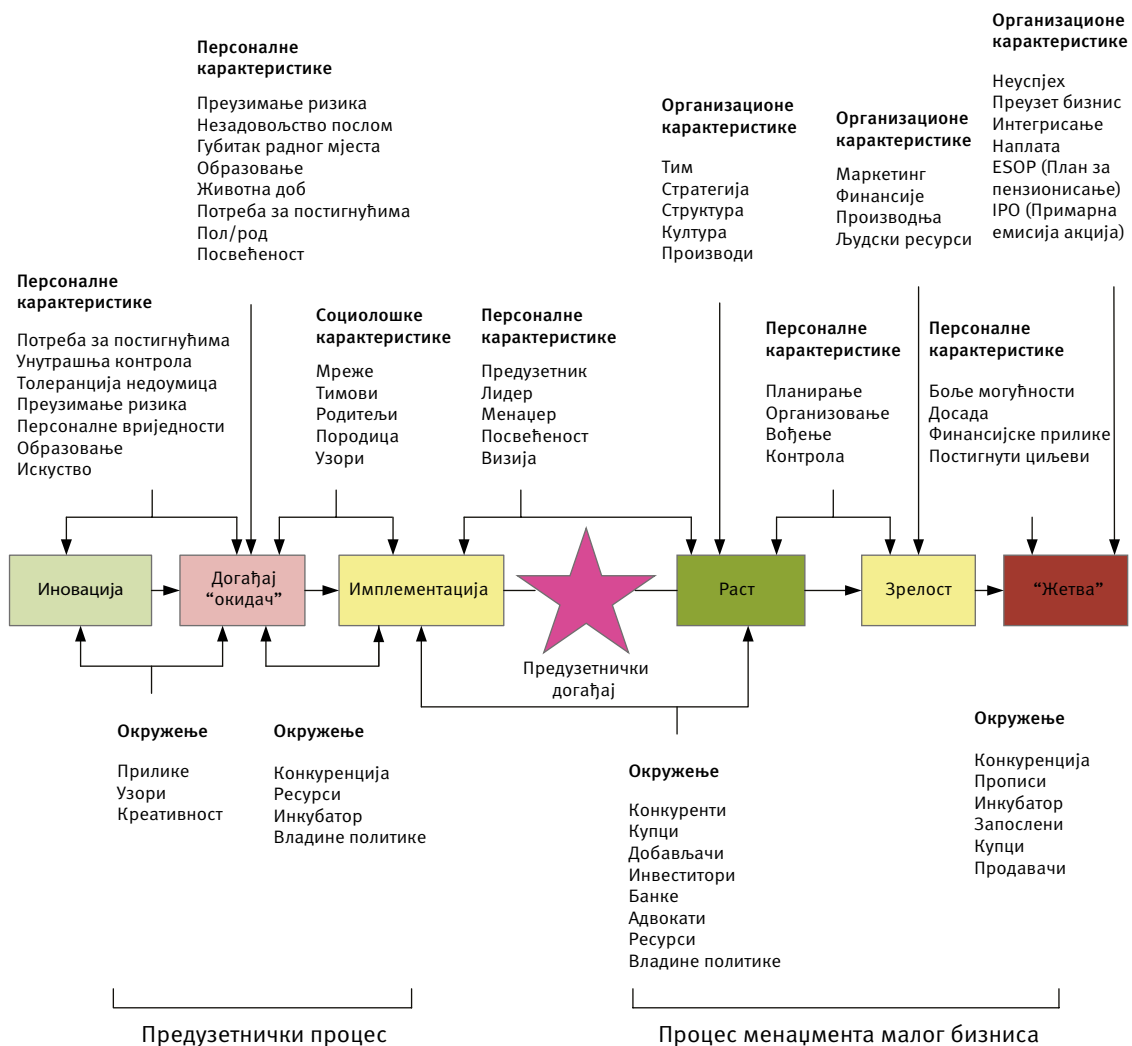 Организационе
карактеристике
Неуспјех
Преузет бизнис
Интегрисање
Наплата
ESOP (План за
пензионисање)
IPO (Примарна
емисија акција)
Персоналне
карактеристике
Преузимање ризика
Незадовољство послом
Губитак радног мјеста
Образовање
Животна доб
Потреба за постигнућима
Пол/род
Посвећеност
Организационе
карактеристике
Тим
Стратегија
Структура
Култура
Производи
Организационе
карактеристике
Маркетинг
Финансије
Производња
Људски ресурси
Персоналне
карактеристике
Потреба за постигнућима
Унутрашња контрола
Толеранција недоумица
Преузимање ризика
Персоналне вриједности
Образовање
Искуство
Социолошке
карактеристике
Мреже
Тимови
Родитељи
Породица
Узори
Персоналне
карактеристике
Предузетник
Лидер
Менаџер
Посвећеност
Визија
Персоналне
карактеристике
Планирање
Организовање
Вођење
Контрола
Персоналне
карактеристике
Боље могућности
Досада
Финансијске прилике
Постигнути циљеви
Иновација
Догађај
“окидач”
Имплементација
Предузетнички
догађај
Раст
Зрелост
“Жетва”
Окружење
Прилике
Узори
Креативност
Окружење
Конкуренција
Ресурси
Инкубатор
Владине политике
Окружење
Конкуренти
Купци
Добављачи
Инвеститори
Банке
Адвокати
Ресурси
Владине политике
Окружење
Конкуренција
Прописи
Инкубатор
Запослени
Купци
Продавачи
Предузетнички процес
Процес менаџмента малог бизниса